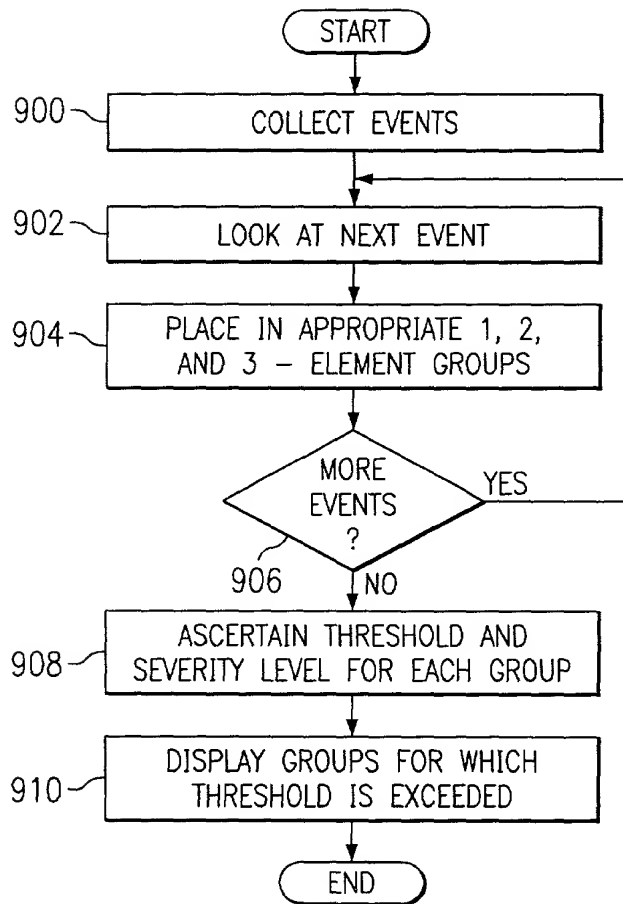 START
900
COLLECT EVENTS
902
LOOK AT NEXT EVENT
904
PLACE IN APPROPRIATE 1, 2,
AND 3 – ELEMENT GROUPS
MORE
EVENTS
?
YES
906
NO
908
ASCERTAIN THRESHOLD AND
SEVERITY LEVEL FOR EACH GROUP
910
DISPLAY GROUPS FOR WHICH
THRESHOLD IS EXCEEDED
END